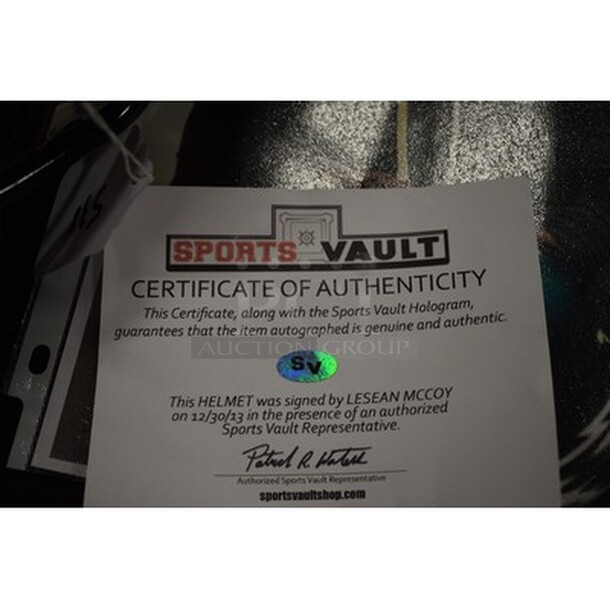 SPORTS VAULT
CERTIFICATE OF AUTHENTICITY
This Certificate, along with the Sports Vault Hologram,
guarantees that the item autographed is genuine and authentic.
AUCTION GROUP
SV
This HELMET was signed by LESEAN MCCOY
on 12/30/13 in the presence of an authorized
Sports Vault Representative.
Authorized Sports Vault Representative
sportsvaultshop.com